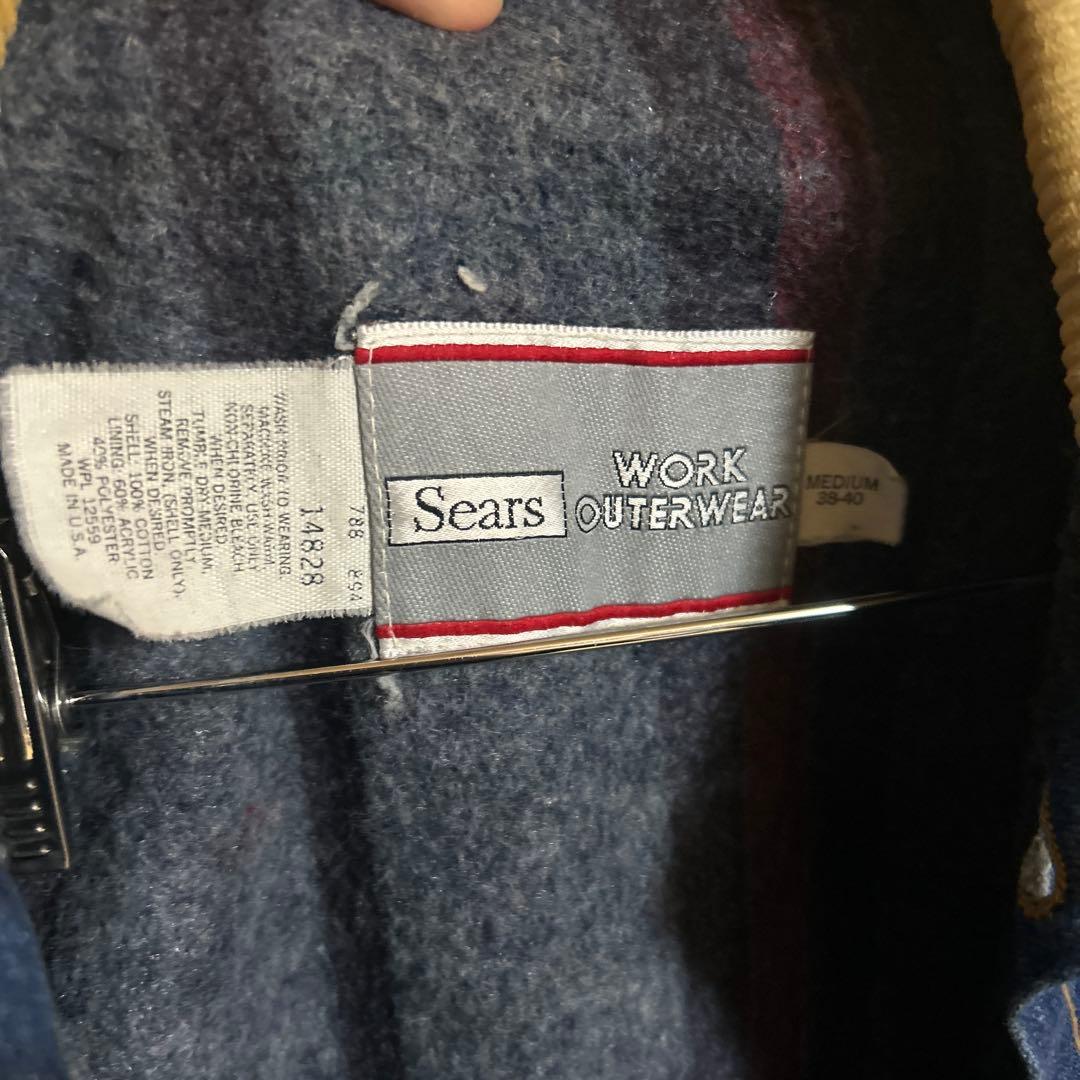 788 894
14828
WASH PRIOR TO WEARING
MACHINE WASH WARM,
SEPARATELY. USE ONLY
NON-CHLORINE BLEACH
WHEN DESIRED.
TUMBLE DRY MEDIUM,
REMOVE PROMPTLY
STEAM IRON, (SHELL ONLY),
WHEN DESIRED.
SHELL: 100% COTTON
LINING: 60% ACRYLIC
40% POLYESTER
WPL 12559
MADE IN U.S.A.
Sears
WORK
OUTERWEAR
MEDIUM
38-40